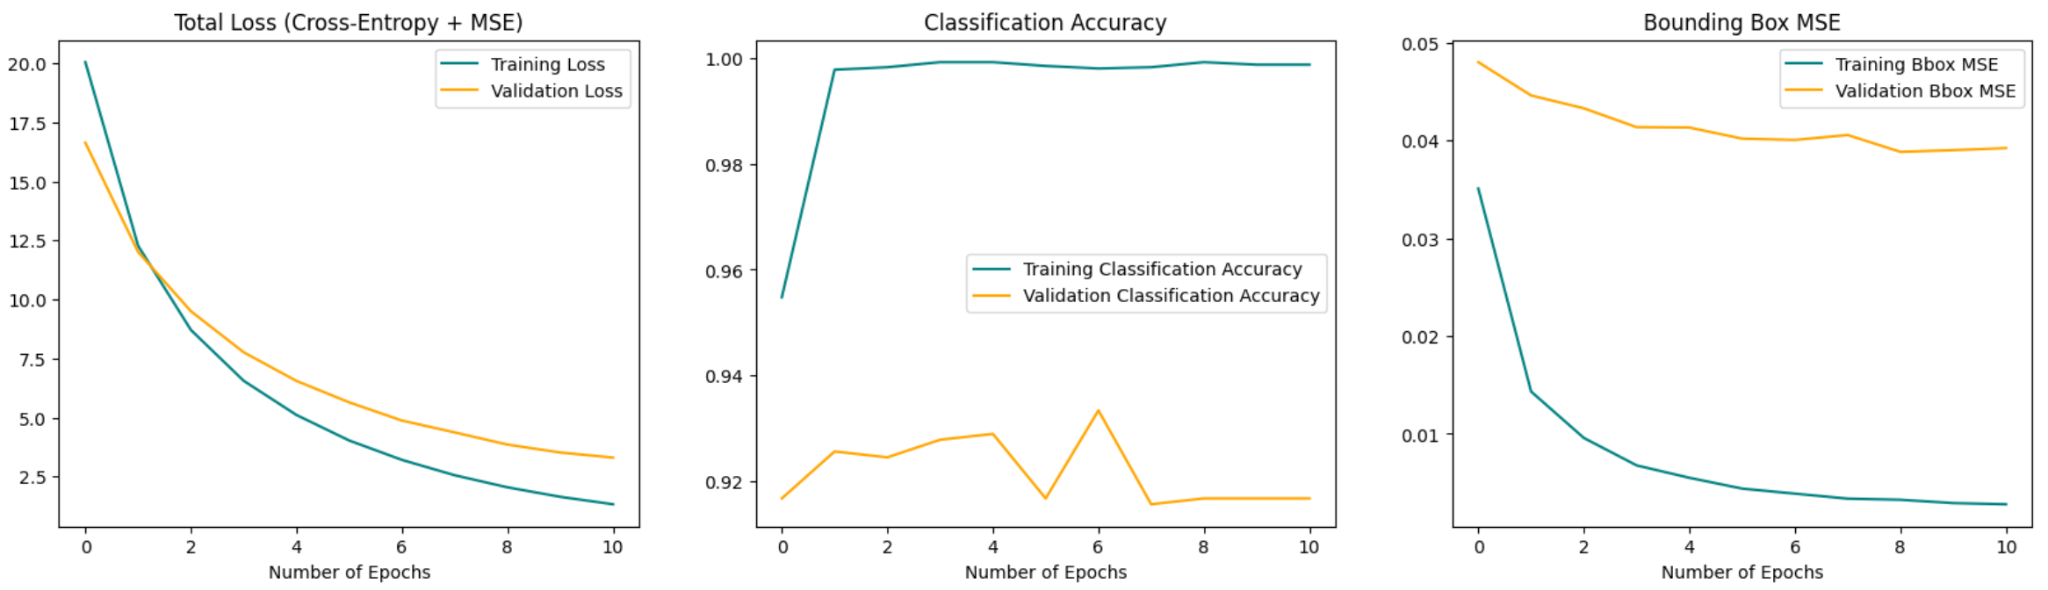 Total Loss (Cross-Entropy + MSE)
20.0
17.5
15.0
12.5
10.0
7.5
5.0
2.5
Training Loss
Validation Loss
0 2 4 6 8 10
Number of Epochs
Classification Accuracy
1.00
0.98
0.96
0.94
0.92
Training Classification Accuracy
Validation Classification Accuracy
0 2 4 6 8 10
Number of Epochs
Bounding Box MSE
0.05
0.04
0.03
0.02
0.01
Training Bbox MSE
Validation Bbox MSE
0 2 4 6 8 10
Number of Epochs